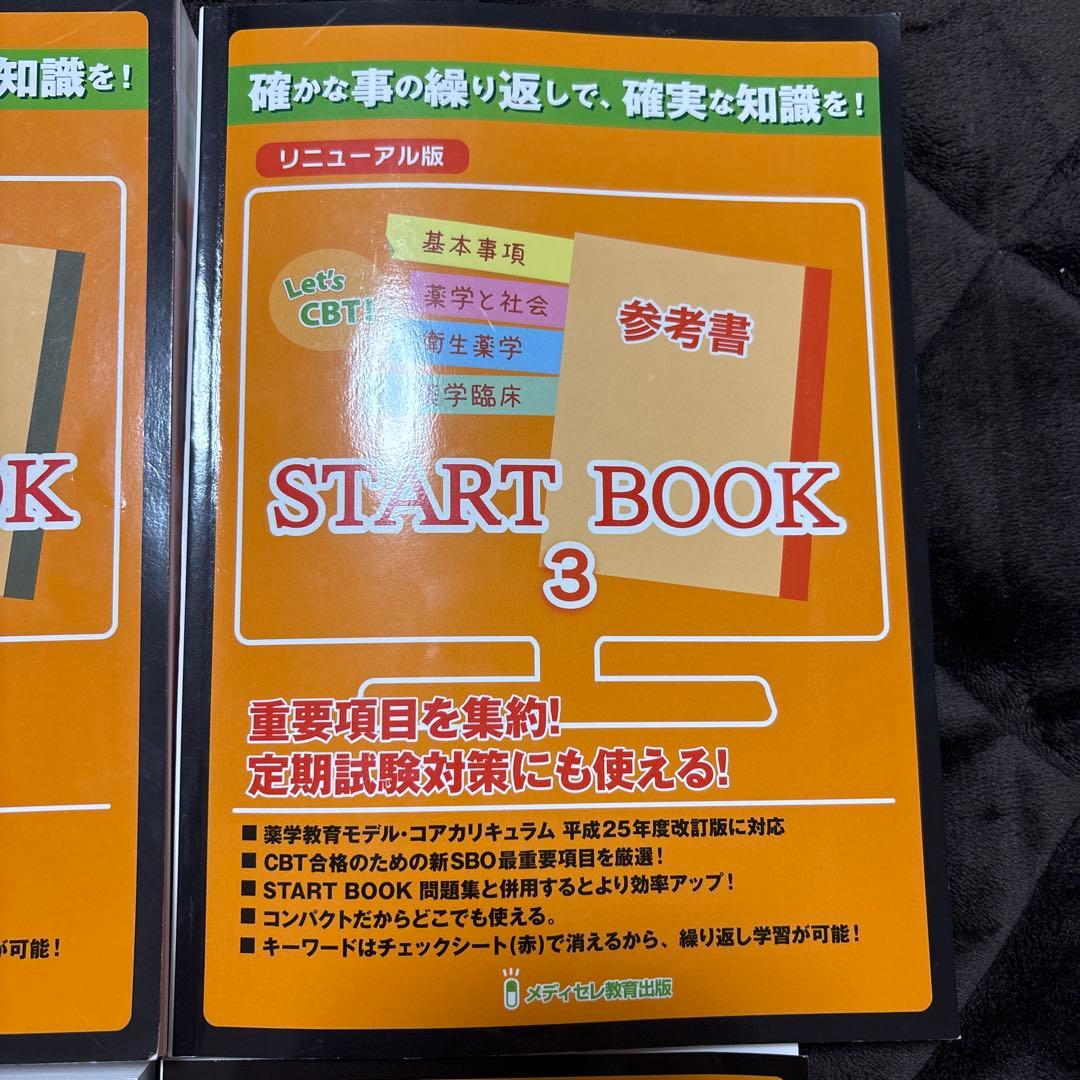 知識を!
OK
が可能!
確かな事の繰り返しで、確実な知識を!
リニューアル版
Let's
CBT!
基本事項
薬学と社会
衛生薬学
学臨床
参考書
START BOOK
3
重要項目を集約!
定期試験対策にも使える!
■ 薬学教育モデル・コアカリキュラム 平成25年度改訂版に対応
■ CBT合格のための新SBO最重要項目を厳選!
■ START BOOK 問題集と併用するとより効率アップ!
■ コンパクトだからどこでも使える。
■ キーワードはチェックシート(赤)で消えるから、繰り返し学習が可能!
メディセレ教育出版